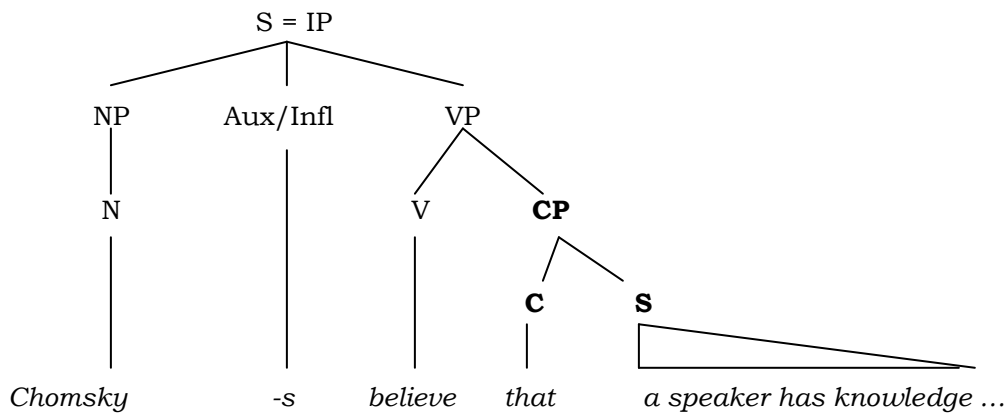 S = IP
NP Aux/Infl VP
N V CP
C S
Chomsky -s believe that a speaker has knowledge …